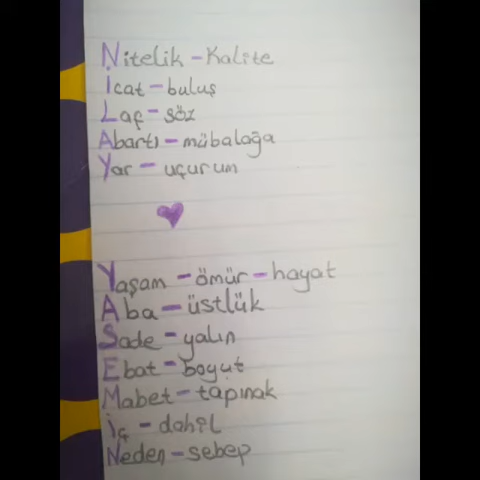 Nitelik - Kalite
İcat - buluş
Laf - söz
Abartı - mübalağa
Yar - uçurum
Yaşam - ömür - hayat
Aba - üstlük
Sade - yalın
Ebat - boyut
Mabet - tapınak
İç - dahil
Neden - sebep